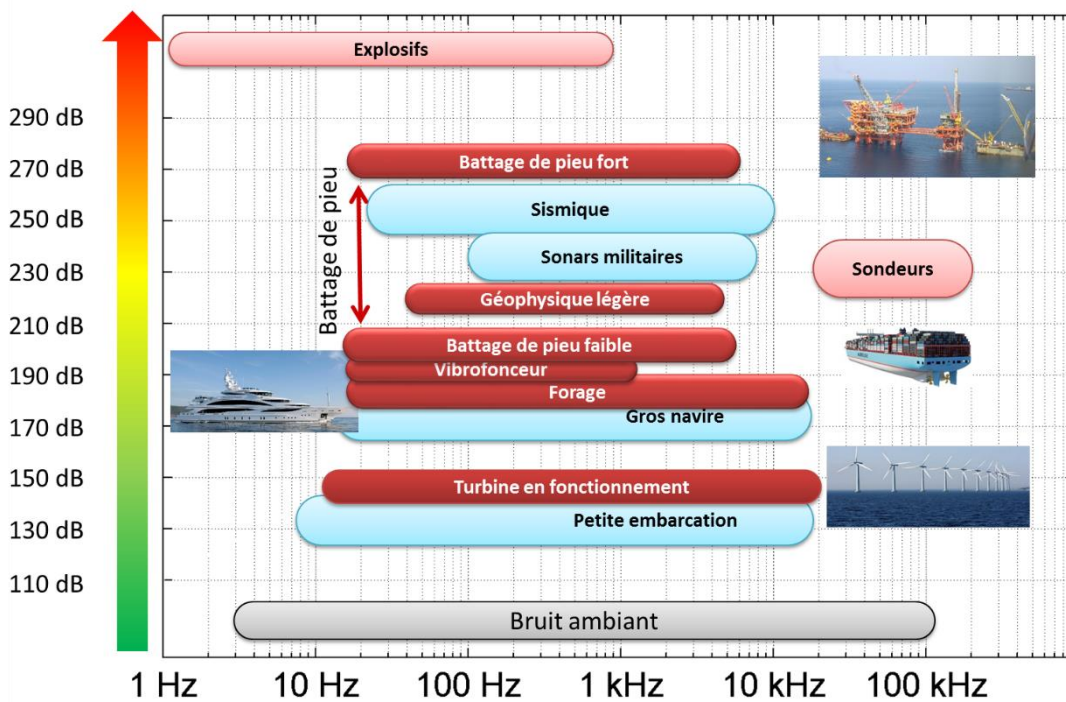 Explosifs
290 dB
270 dB
250 dB
230 dB
210 dB
190 dB
170 dB
150 dB
130 dB
110 dB
Battage de pieu
Battage de pieu fort
Sismique
Sonars militaires
Sondeurs
Géophysique légère
Battage de pieu faible
Vibrofonceur
Forage
Gros navire
Turbine en fonctionnement
Petite embarcation
Bruit ambiant
1 Hz 10 Hz 100 Hz 1 kHz 10 kHz 100 kHz